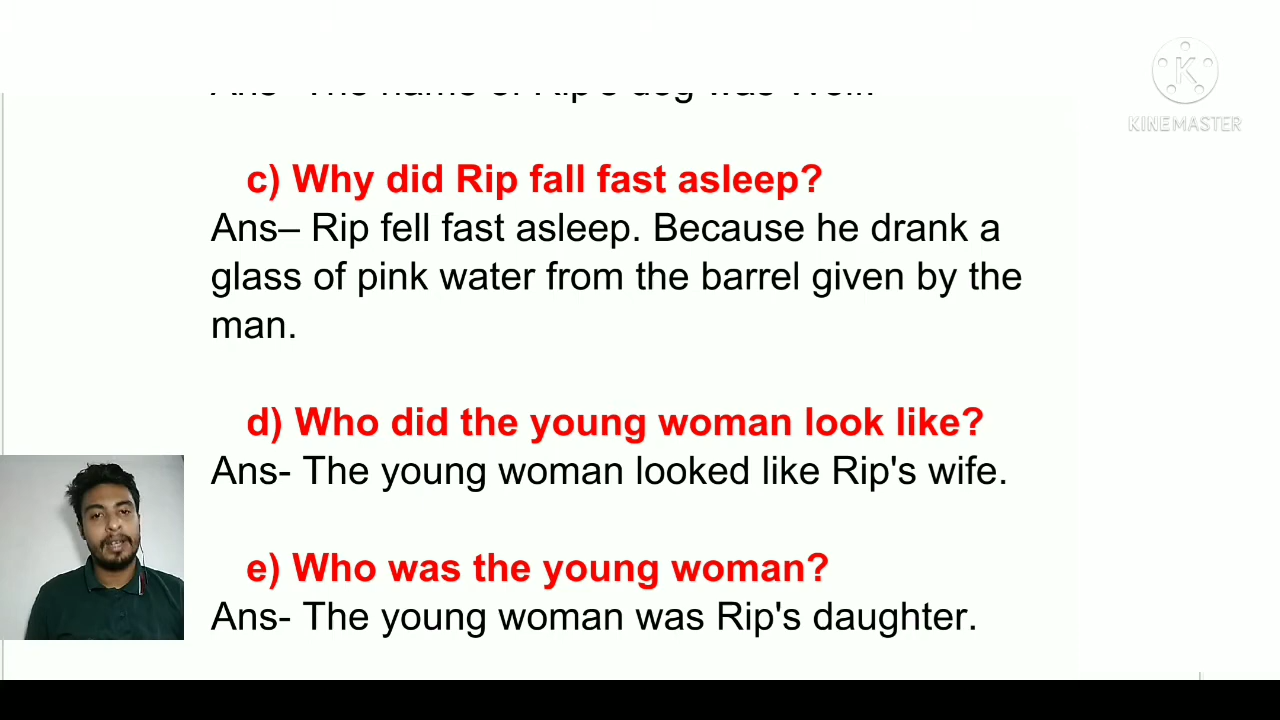 KINEMASTER
c) Why did Rip fall fast asleep?
Ans– Rip fell fast asleep. Because he drank a
glass of pink water from the barrel given by the
man.
d) Who did the young woman look like?
Ans- The young woman looked like Rip's wife.
e) Who was the young woman?
Ans- The young woman was Rip's daughter.